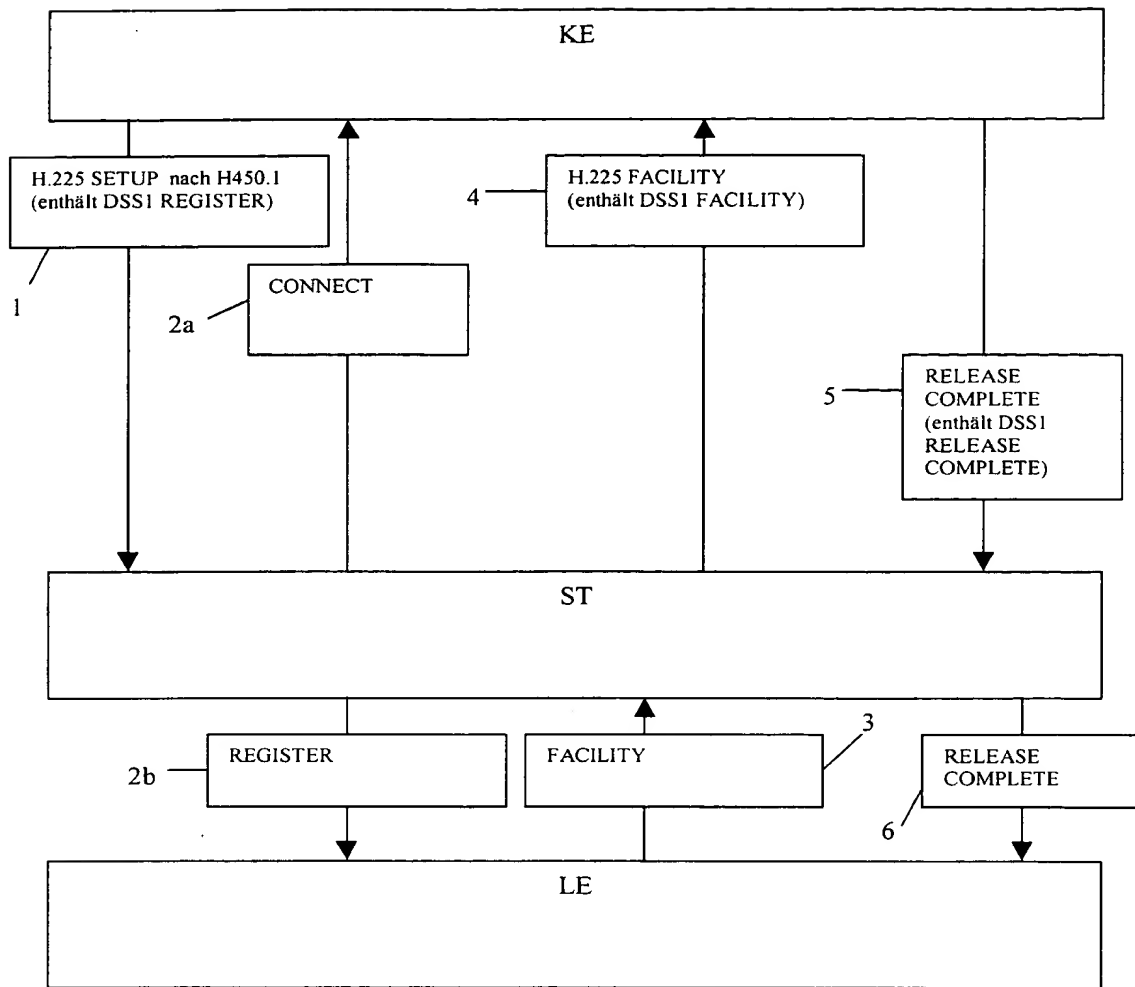 KE
H.225 SETUP nach H450.1
(enthält DSS1 REGISTER)
1
CONNECT
2a
H.225 FACILITY
(enthält DSS1 FACILITY)
4
RELEASE
COMPLETE
(enthält DSS1
RELEASE
COMPLETE)
5
ST
REGISTER
2b
FACILITY
3
RELEASE
COMPLETE
6
LE